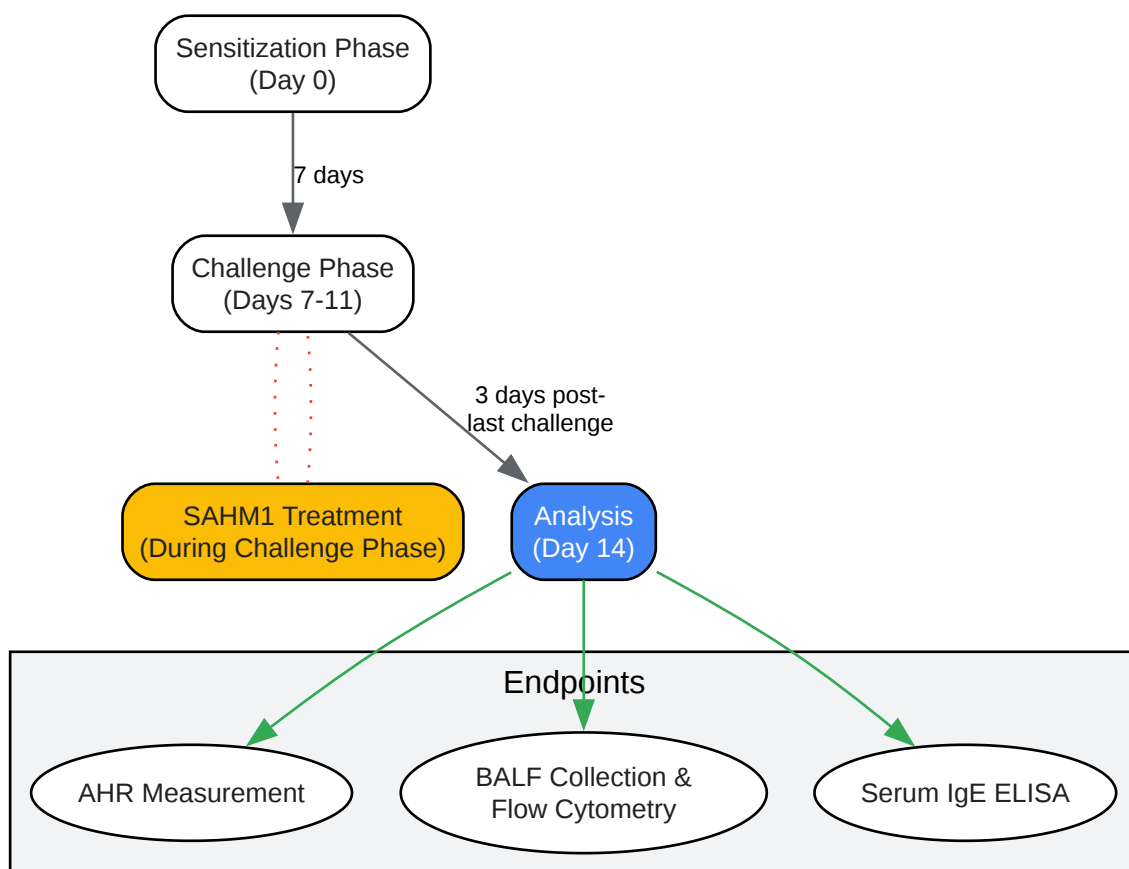 Sensitization Phase
(Day 0)
7 days
Challenge Phase
(Days 7-11)
3 days post-
last challenge
SAHM1 Treatment
(During Challenge Phase)
Analysis
(Day 14)
Endpoints
AHR Measurement
BALF Collection &
Flow Cytometry
Serum IgE ELISA